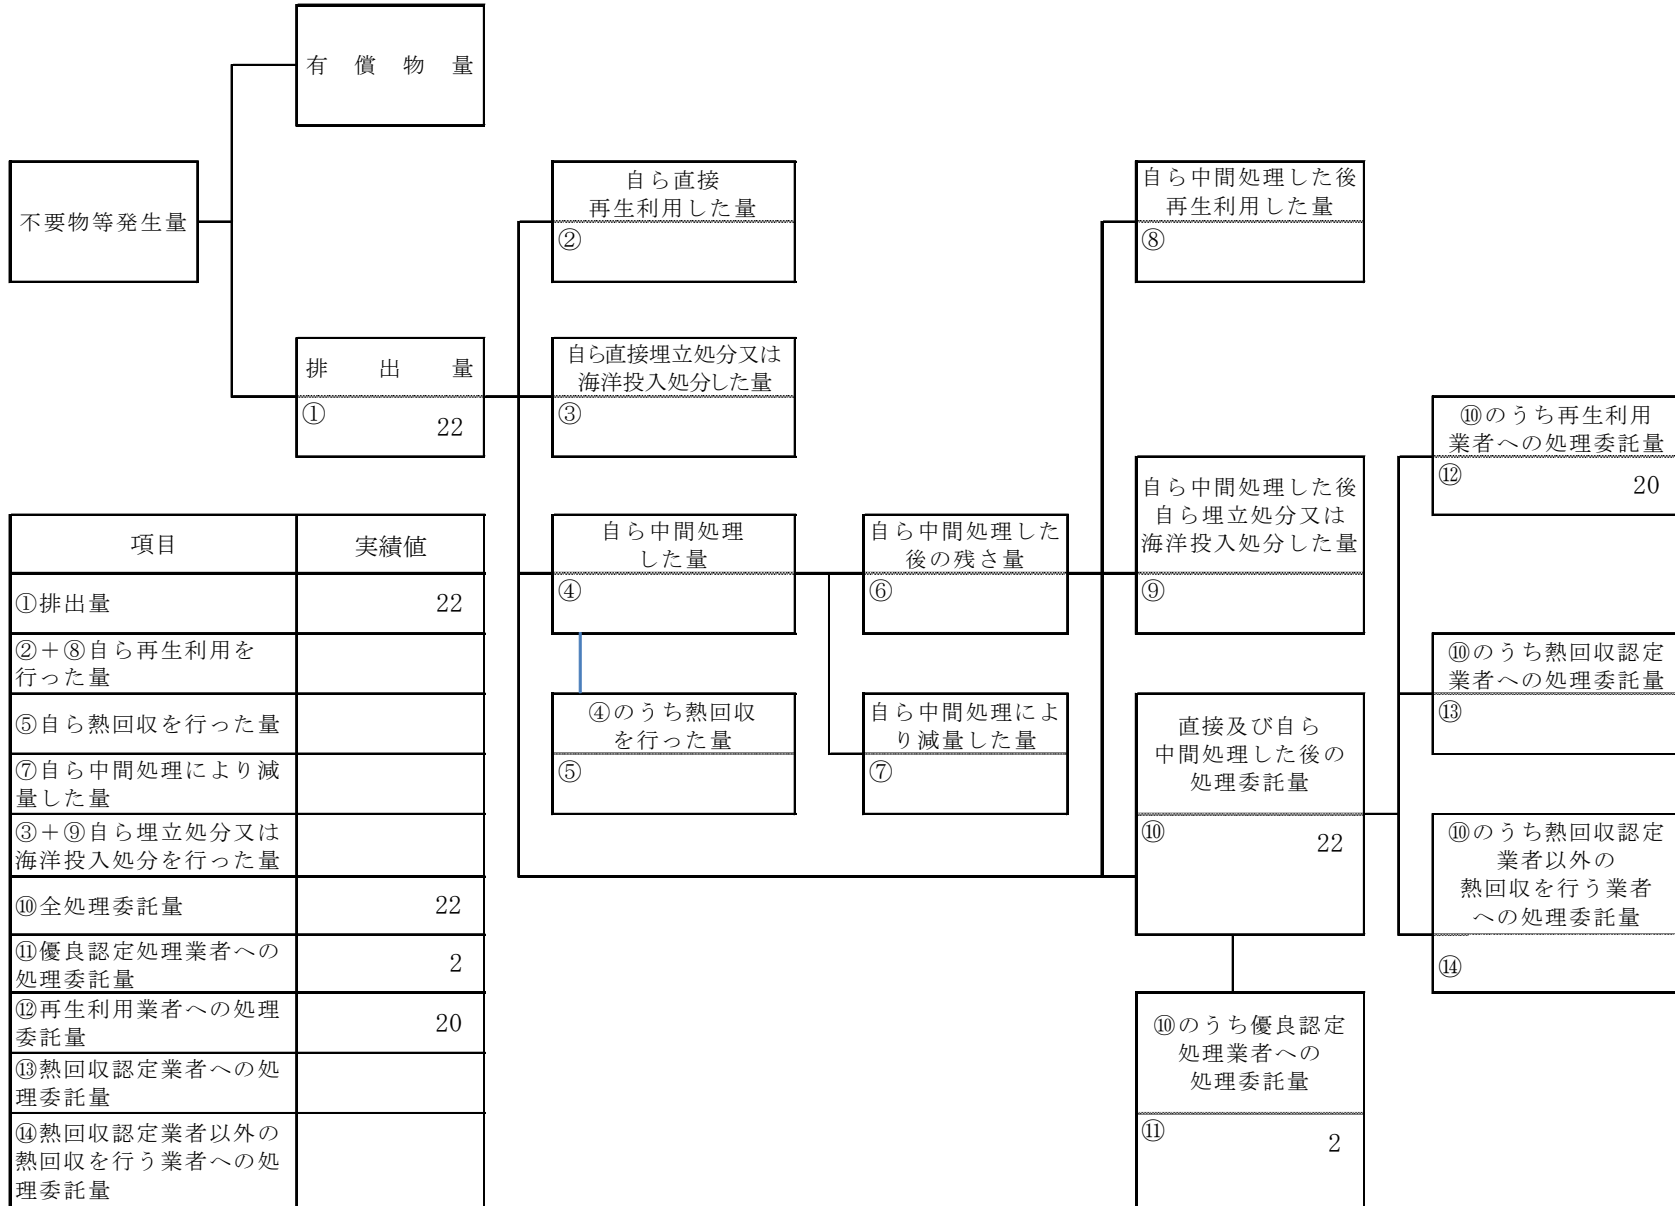 有償物量
不要物等発生量
排出量
①
22
自ら直接
再生利用した量
②
自ら直接埋立処分又は
海洋投入処分した量
③
自ら中間処理
した量
④
④のうち熱回収
を行った量
⑤
自ら中間処理した
後の残さ量
⑥
自ら中間処理によ
り減量した量
⑦
自ら中間処理した後
再生利用した量
⑧
自ら中間処理した後
自ら埋立処分又は
海洋投入処分した量
⑨
直接及び自ら
中間処理した後の
処理委託量
⑩
22
⑩のうち優良認定
処理業者への
処理委託量
⑪
2
⑩のうち再生利用
業者への処理委託量
⑫
20
⑩のうち熱回収認定
業者への処理委託量
⑬
⑩のうち熱回収認定
業者以外の
熱回収を行う業者
への処理委託量
⑭
項目 実績値
①排出量 22
②+⑧自ら再生利用を
行った量
⑤自ら熱回収を行った量
⑦自ら中間処理により減
量した量
③+⑨自ら埋立処分又は
海洋投入処分を行った量
⑩全処理委託量 22
⑪優良認定処理業者への
処理委託量 2
⑫再生利用業者への処理
委託量 20
⑬熱回収認定業者への処
理委託量
⑭熱回収認定業者以外の
熱回収を行う業者への処
理委託量